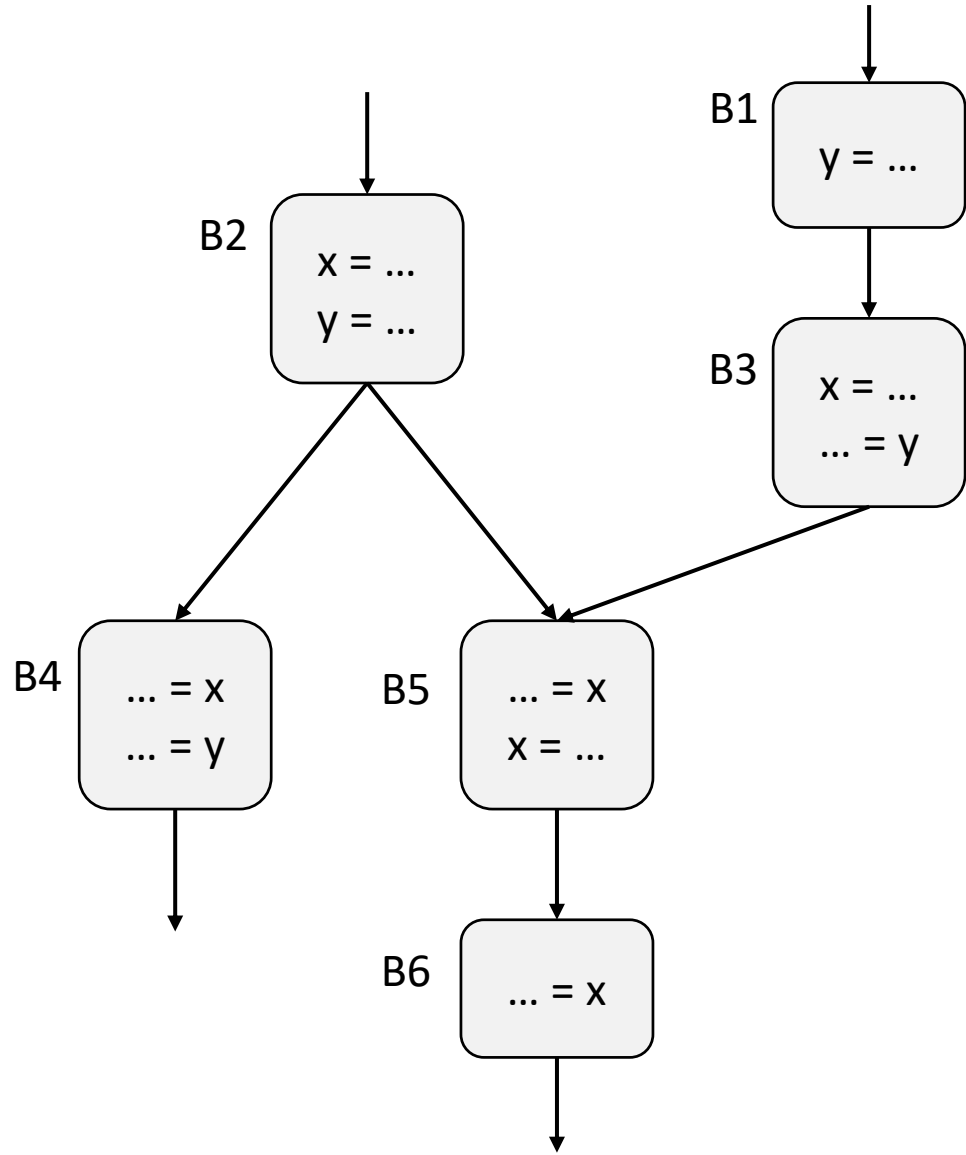 B1
y = ...
B2
x = ...
y = ...
B3
x = ...
... = y
B4
... = x
... = y
B5
... = x
x = ...
B6
... = x